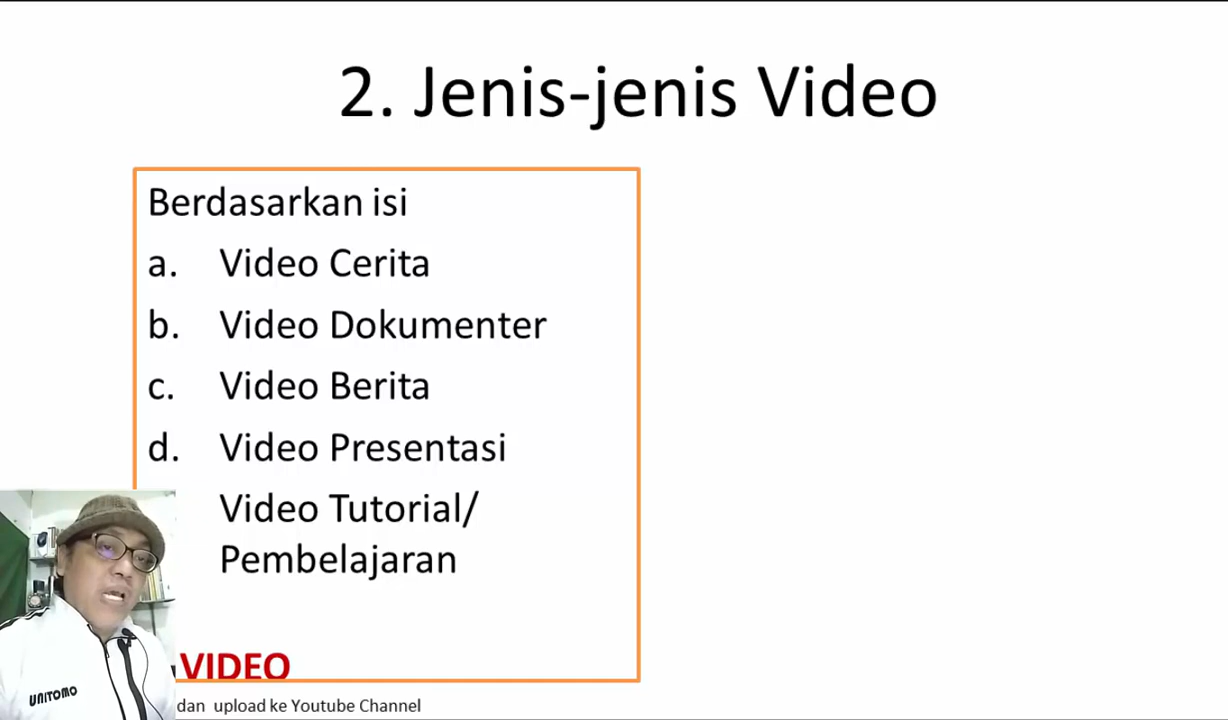 2. Jenis-jenis Video
Berdasarkan isi
a. Video Cerita
b. Video Dokumenter
c. Video Berita
d. Video Presentasi
Video Tutorial/
Pembelajaran
VIDEO
dan upload ke Youtube Channel
UNITOMO